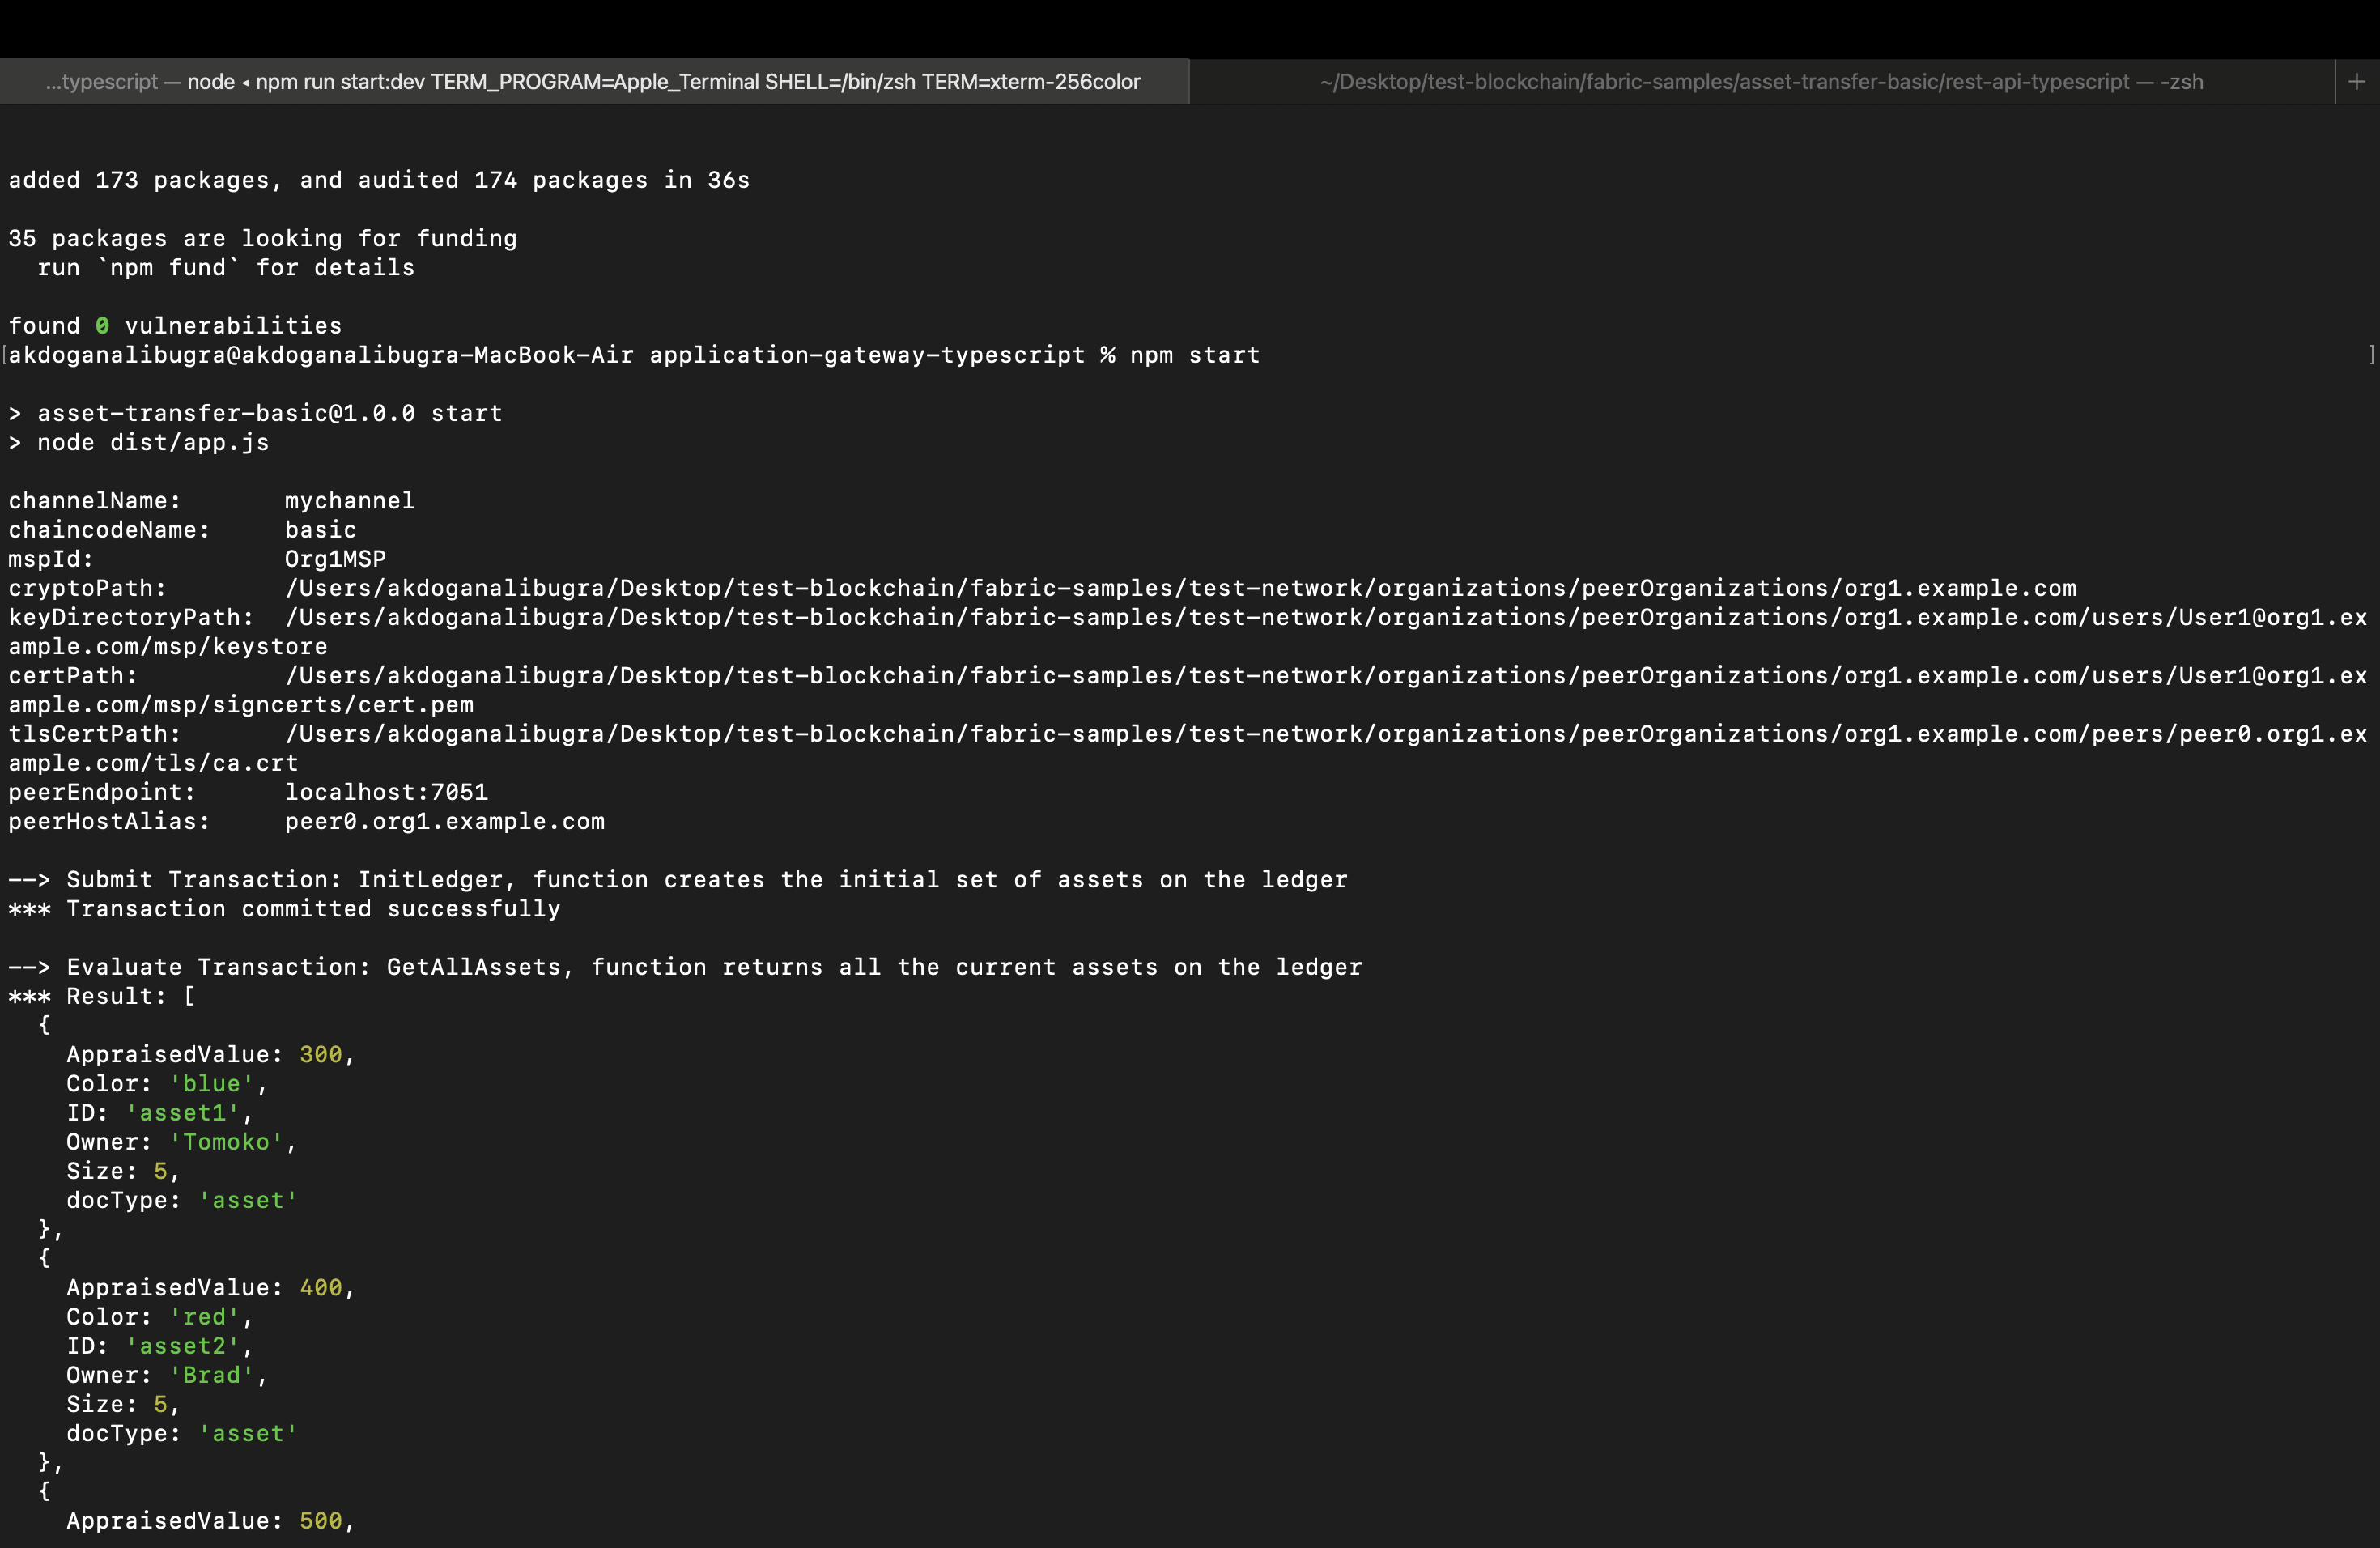 ...typescript — node ◂ npm run start:dev TERM_PROGRAM=Apple_Terminal SHELL=/bin/zsh TERM=xterm-256color
~/Desktop/test-blockchain/fabric-samples/asset-transfer-basic/rest-api-typescript — -zsh
+
added 173 packages, and audited 174 packages in 36s
35 packages are looking for funding
  run `npm fund` for details
found 0 vulnerabilities
[akdoganalibugra@akdoganalibugra-MacBook-Air application-gateway-typescript % npm start ]
> asset-transfer-basic@1.0.0 start
> node dist/app.js
channelName:       mychannel
chaincodeName:     basic
mspId:             Org1MSP
cryptoPath:        /Users/akdoganalibugra/Desktop/test-blockchain/fabric-samples/test-network/organizations/peerOrganizations/org1.example.com
keyDirectoryPath:  /Users/akdoganalibugra/Desktop/test-blockchain/fabric-samples/test-network/organizations/peerOrganizations/org1.example.com/users/User1@org1.ex
ample.com/msp/keystore
certPath:          /Users/akdoganalibugra/Desktop/test-blockchain/fabric-samples/test-network/organizations/peerOrganizations/org1.example.com/users/User1@org1.ex
ample.com/msp/signcerts/cert.pem
tlsCertPath:       /Users/akdoganalibugra/Desktop/test-blockchain/fabric-samples/test-network/organizations/peerOrganizations/org1.example.com/peers/peer0.org1.ex
ample.com/tls/ca.crt
peerEndpoint:      localhost:7051
peerHostAlias:     peer0.org1.example.com
--> Submit Transaction: InitLedger, function creates the initial set of assets on the ledger
*** Transaction committed successfully
--> Evaluate Transaction: GetAllAssets, function returns all the current assets on the ledger
*** Result: [
  {
    AppraisedValue: 300,
    Color: 'blue',
    ID: 'asset1',
    Owner: 'Tomoko',
    Size: 5,
    docType: 'asset'
  },
  {
    AppraisedValue: 400,
    Color: 'red',
    ID: 'asset2',
    Owner: 'Brad',
    Size: 5,
    docType: 'asset'
  },
  {
    AppraisedValue: 500,